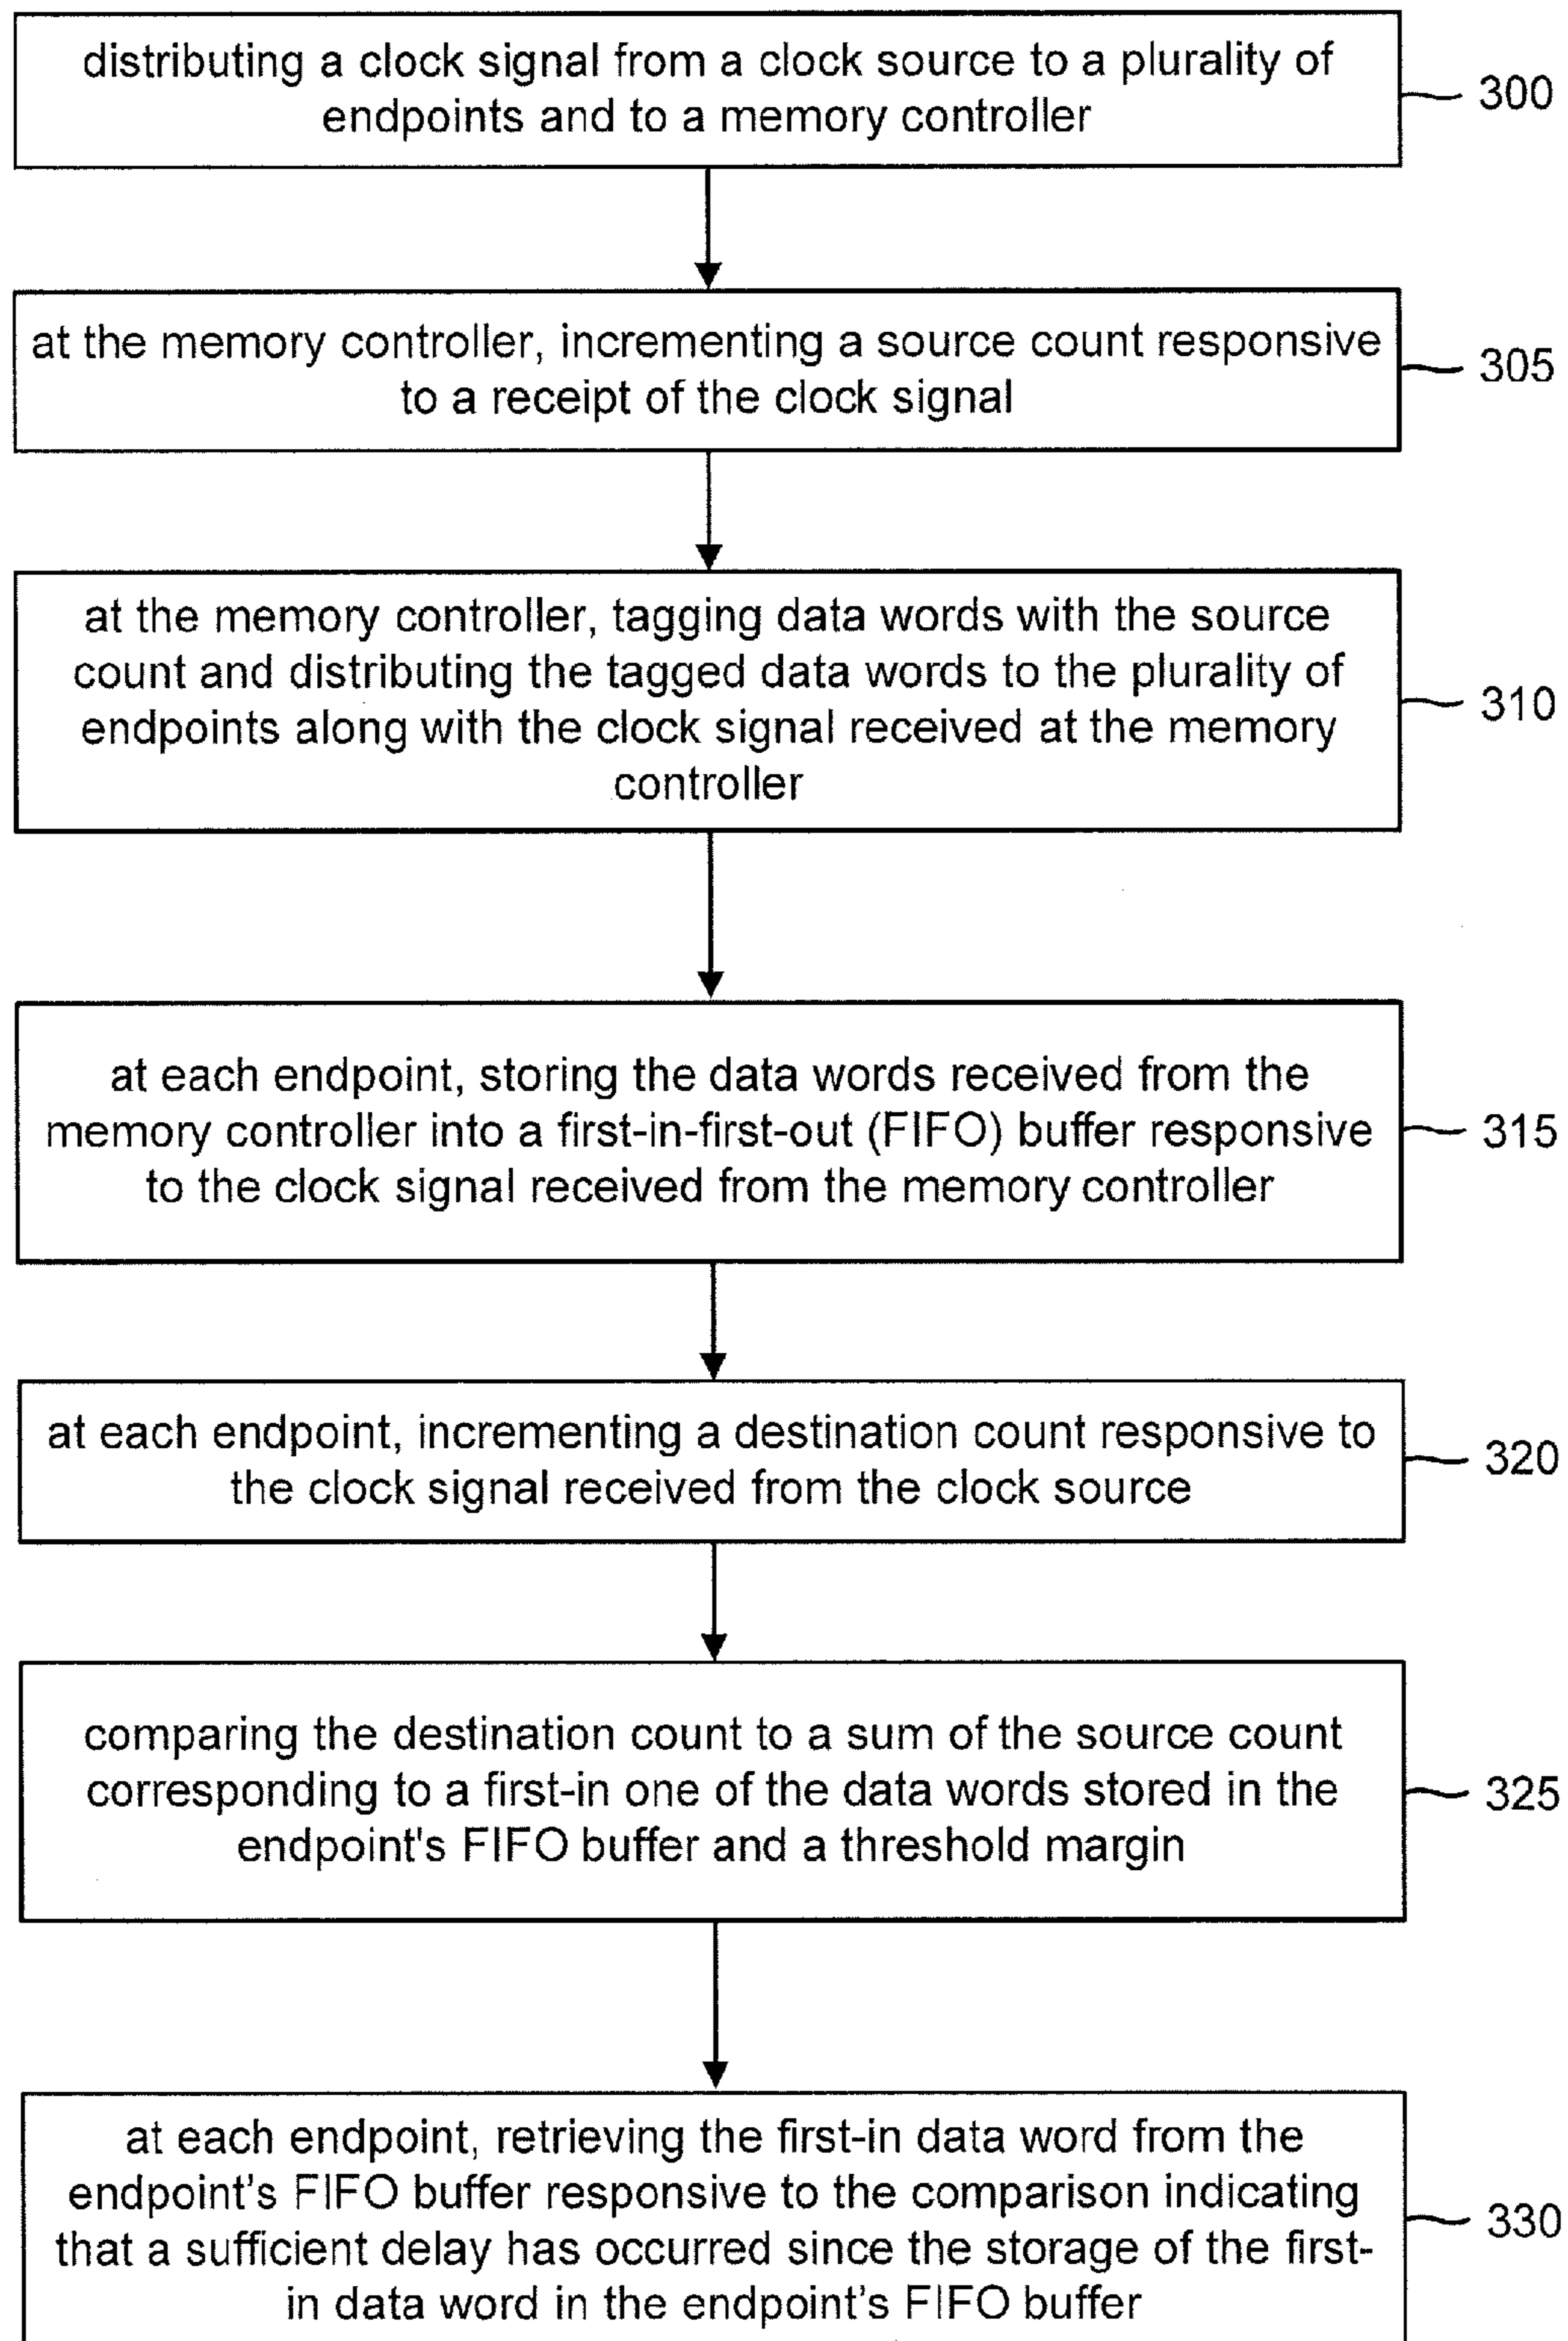 distributing a clock signal from a clock source to a plurality of
endpoints and to a memory controller
300
at the memory controller, incrementing a source count responsive
to a receipt of the clock signal
305
at the memory controller, tagging data words with the source
count and distributing the tagged data words to the plurality of
endpoints along with the clock signal received at the memory
controller
310
at each endpoint, storing the data words received from the
memory controller into a first-in-first-out (FIFO) buffer responsive
to the clock signal received from the memory controller
315
at each endpoint, incrementing a destination count responsive to
the clock signal received from the clock source
320
comparing the destination count to a sum of the source count
corresponding to a first-in one of the data words stored in the
endpoint's FIFO buffer and a threshold margin
325
at each endpoint, retrieving the first-in data word from the
endpoint's FIFO buffer responsive to the comparison indicating
that a sufficient delay has occurred since the storage of the first-
in data word in the endpoint's FIFO buffer
330